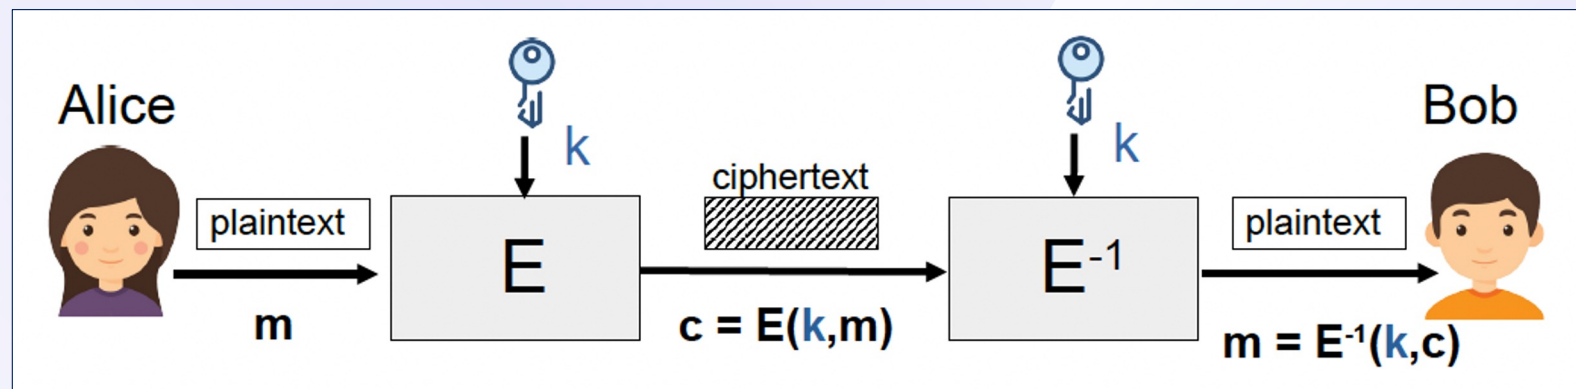 Alice
plaintext
m
k
E
ciphertext
c = E(k,m)
k
E⁻¹
plaintext
m = E⁻¹(k,c)
Bob